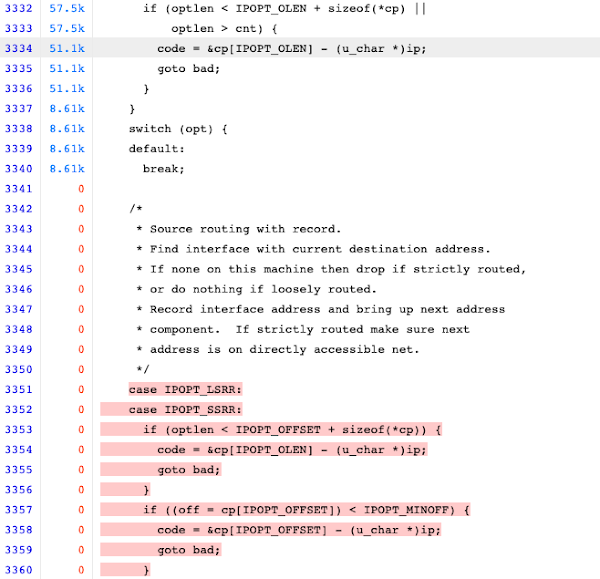 3332 57.5k if (optlen < IPOPT_OLEN + sizeof(*cp) ||
3333 57.5k optlen > cnt) {
3334 51.1k code = &cp[IPOPT_OLEN] - (u_char *)ip;
3335 51.1k goto bad;
3336 51.1k }
3337 8.61k }
3338 8.61k switch (opt) {
3339 8.61k default:
3340 8.61k break;
3341 0
3342 0 /*
3343 0 * Source routing with record.
3344 0 * Find interface with current destination address.
3345 0 * If none on this machine then drop if strictly routed,
3346 0 * or do nothing if loosely routed.
3347 0 * Record interface address and bring up next address
3348 0 * component.  If strictly routed make sure next
3349 0 * address is on directly accessible net.
3350 0 */
3351 0 case IPOPT_LSRR:
3352 0 case IPOPT_SSRR:
3353 0 if (optlen < IPOPT_OFFSET + sizeof(*cp)) {
3354 0 code = &cp[IPOPT_OLEN] - (u_char *)ip;
3355 0 goto bad;
3356 0 }
3357 0 if ((off = cp[IPOPT_OFFSET]) < IPOPT_MINOFF) {
3358 0 code = &cp[IPOPT_OFFSET] - (u_char *)ip;
3359 0 goto bad;
3360 0 }